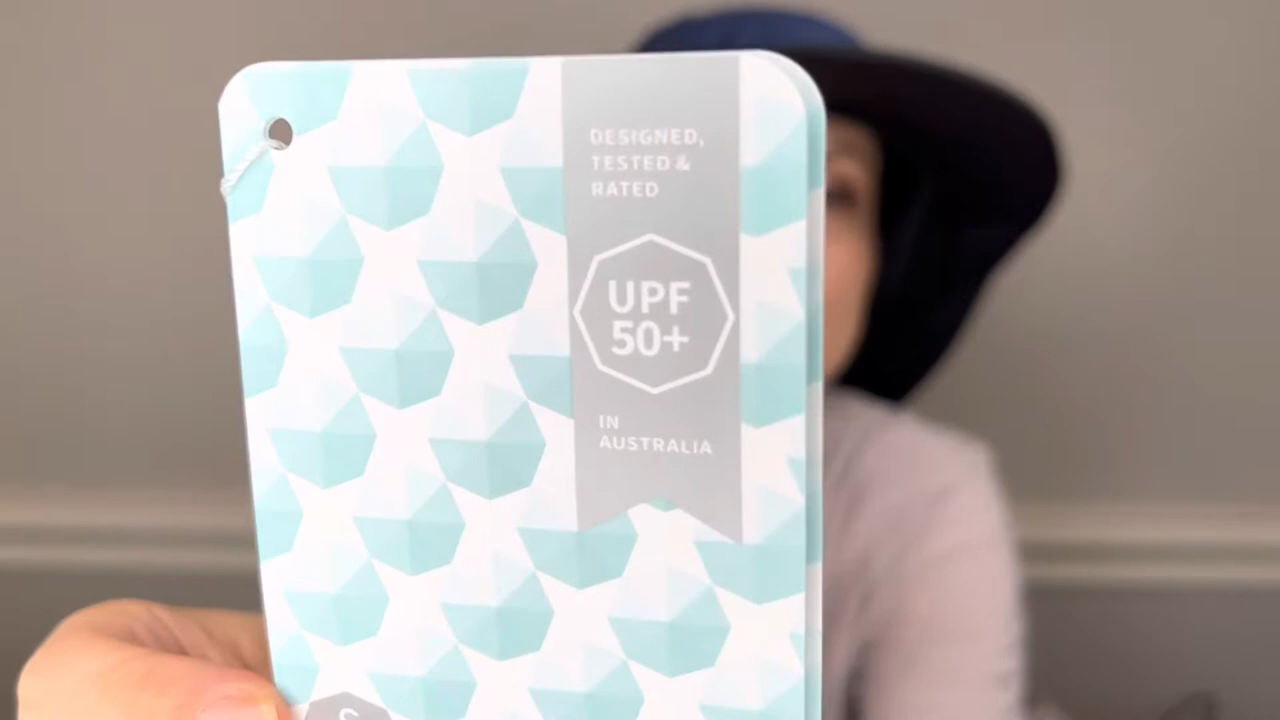 DESIGNED,
TESTED &
RATED
UPF
50+
IN
AUSTRALIA